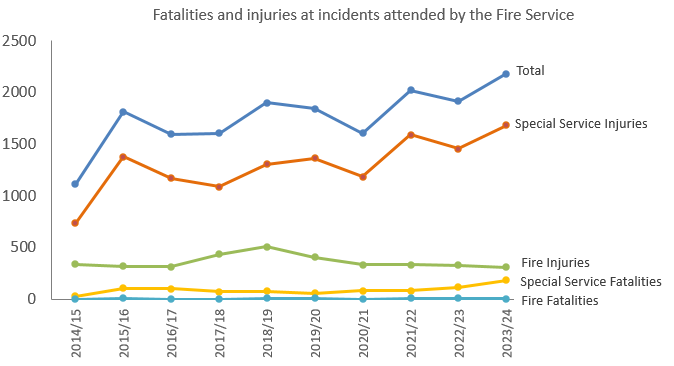 Fatalities and injuries at incidents attended by the Fire Service
2500
2000
1500
1000
500
0
Total
Special Service Injuries
Fire Injuries
Special Service Fatalities
Fire Fatalities
2014/15
2015/16
2016/17
2017/18
2018/19
2019/20
2020/21
2021/22
2022/23
2023/24